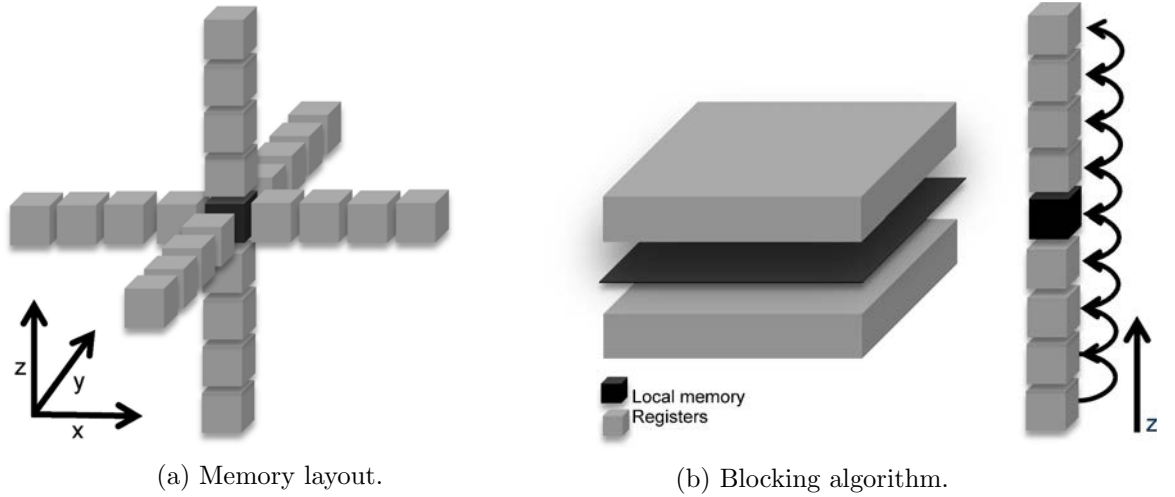 z
y
x
Local memory
Registers
z
(a) Memory layout.
(b) Blocking algorithm.